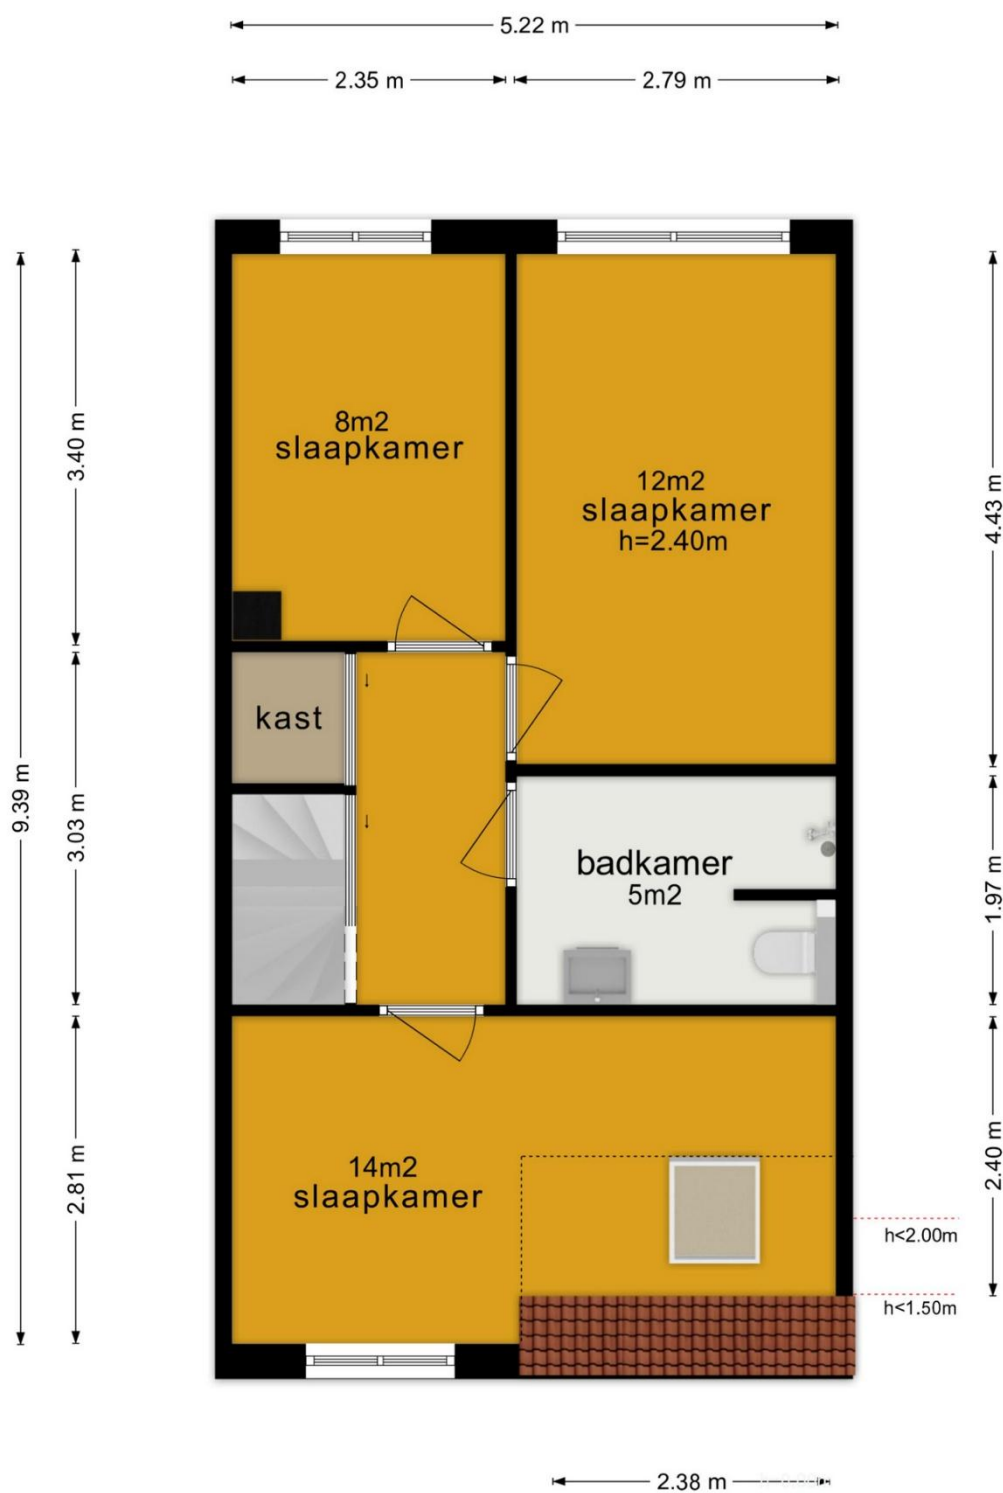 5.22 m
2.35 m
2.79 m
8m2
slaapkamer
12m2
slaapkamer
h=2.40m
3.40 m
4.43 m
kast
9.39 m
3.03 m
badkamer
5m2
1.97 m
14m2
slaapkamer
2.81 m
2.40 m
h<2.00m
h<1.50m
2.38 m